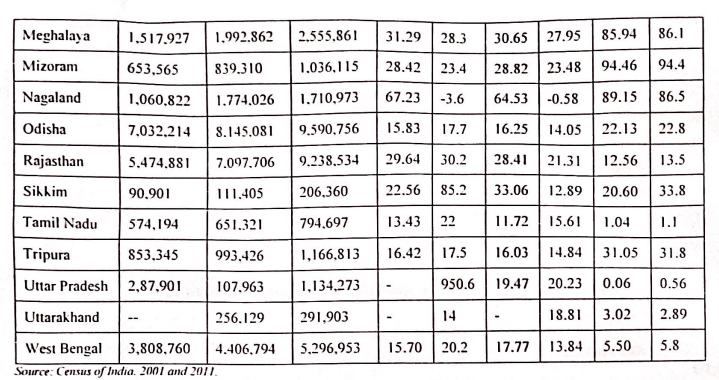 Meghalaya 1,517,927 1,992,862 2,555,861 31.29 28.3 30.65 27.95 85.94 86.1
Mizoram 653,565 839,310 1,036,115 28.42 23.4 28.82 23.48 94.46 94.4
Nagaland 1,060,822 1,774,026 1,710,973 67.23 -3.6 64.53 -0.58 89.15 86.5
Odisha 7,032,214 8,145,081 9,590,756 15.83 17.7 16.25 14.05 22.13 22.8
Rajasthan 5,474,881 7,097,706 9,238,534 29.64 30.2 28.41 21.31 12.56 13.5
Sikkim 90,901 111,405 206,360 22.56 85.2 33.06 12.89 20.60 33.8
Tamil Nadu 574,194 651,321 794,697 13.43 22 11.72 15.61 1.04 1.1
Tripura 853,345 993,426 1,166,813 16.42 17.5 16.03 14.84 31.05 31.8
Uttar Pradesh 2,87,901 107,963 1,134,273 - 950.6 19.47 20.23 0.06 0.56
Uttarakhand -- 256,129 291,903 - 14 - 18.81 3.02 2.89
West Bengal 3,808,760 4,406,794 5,296,953 15.70 20.2 17.77 13.84 5.50 5.8
Source: Census of India, 2001 and 2011.